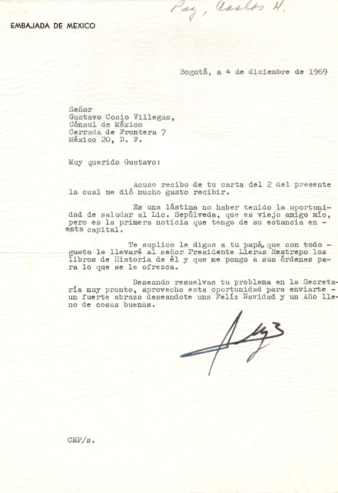 Paz, Carlos H.
EMBAJADA DE MEXICO
Bogotá, a 4 de diciembre de 1969
Señor
Gustavo Cosío Villegas,
Cónsul de México
Cerrada de Frontera 7
México 20, D. F.
Muy querido Gustavo:
Acuso recibo de tu carta del 2 del presente
la cual me dió mucho gusto recibir.
Es una lástima no haber tenido la oportuni-
dad de saludar al Lic. Sepúlveda, que es viejo amigo mío,
pero es la primera noticia que tengo de su estancia en -
esta capital.
Te suplico le digas a tu papá, que con todo -
gusto le llevaré al señor Presidente Lleras Restrepo los
libros de Historia de él y que me pongo a sus órdenes pa-
ra lo que se le ofrezca.
Deseando resuelvan tu problema en la Secreta-
ría muy pronto, aprovecho esta oportunidad para enviarte -
un fuerte abrazo deseándote una Feliz Navidad y un Año lle-
no de cosas buenas.
CMP/s.